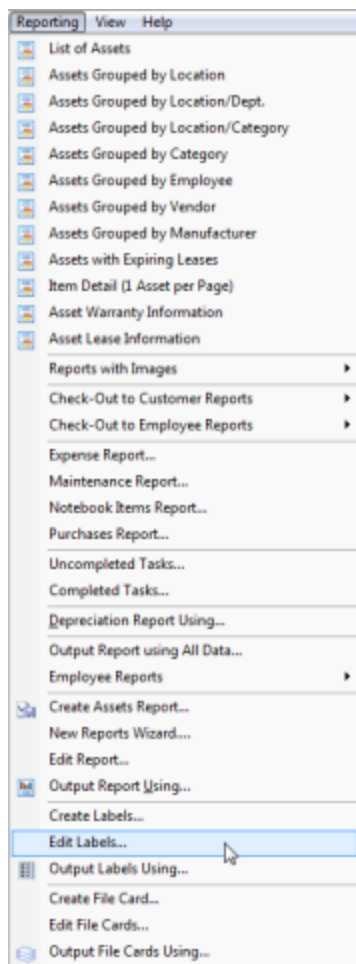 Reporting View Help
List of Assets
Assets Grouped by Location
Assets Grouped by Location/Dept.
Assets Grouped by Location/Category
Assets Grouped by Category
Assets Grouped by Employee
Assets Grouped by Vendor
Assets Grouped by Manufacturer
Assets with Expiring Leases
Item Detail (1 Asset per Page)
Asset Warranty Information
Asset Lease Information
Reports with Images
Check-Out to Customer Reports
Check-Out to Employee Reports
Expense Report...
Maintenance Report...
Notebook Items Report...
Purchases Report...
Uncompleted Tasks...
Completed Tasks...
Depreciation Report Using...
Output Report using All Data...
Employee Reports
Create Assets Report...
New Reports Wizard....
Edit Report...
Output Report Using...
Create Labels...
Edit Labels...
Output Labels Using...
Create File Card...
Edit File Cards...
Output File Cards Using...